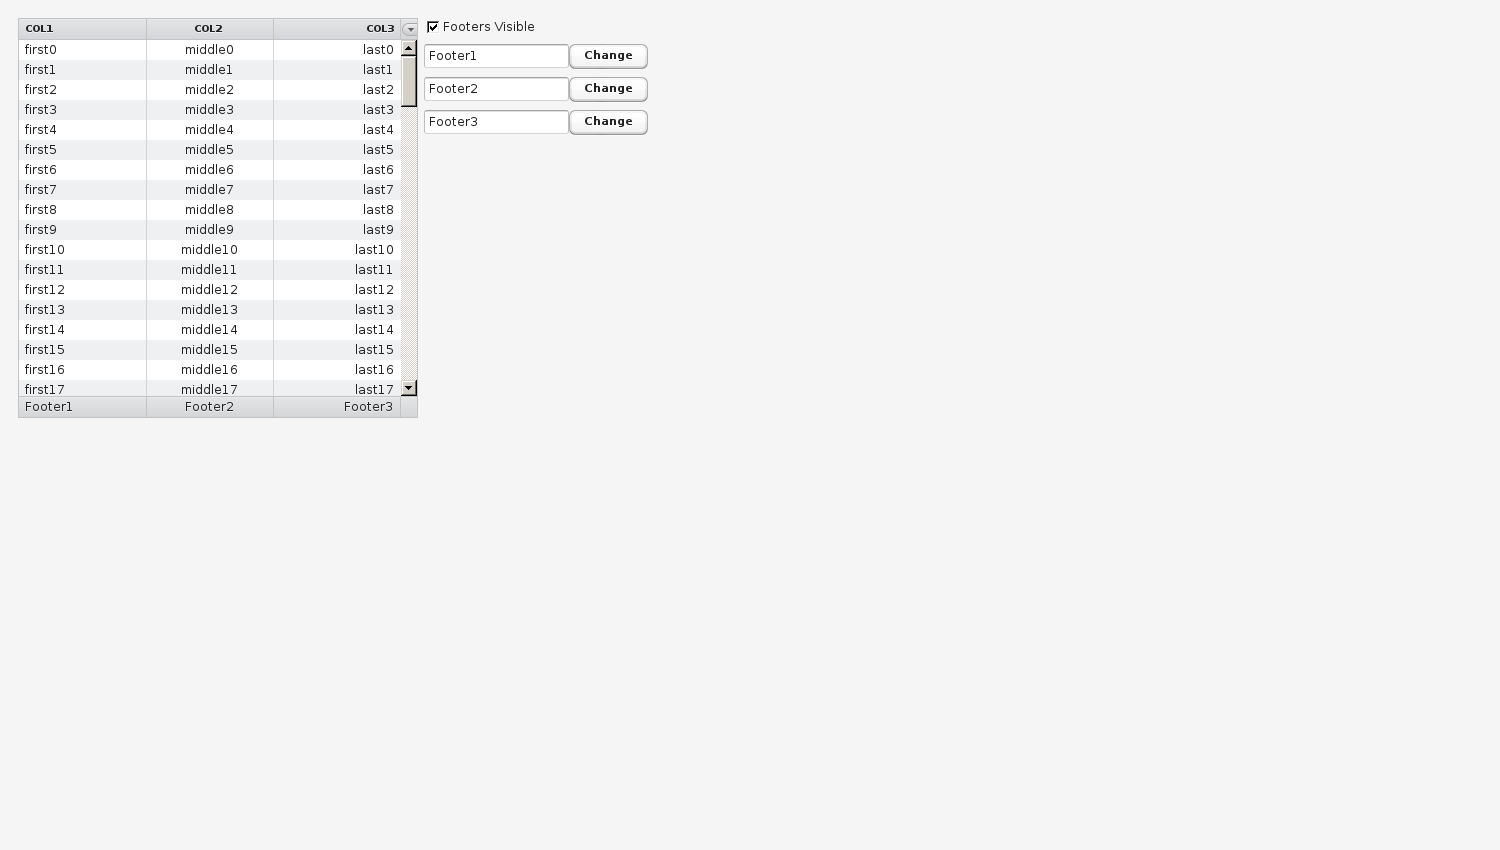 COL1 COL2 COL3
first0 middle0 last0
first1 middle1 last1
first2 middle2 last2
first3 middle3 last3
first4 middle4 last4
first5 middle5 last5
first6 middle6 last6
first7 middle7 last7
first8 middle8 last8
first9 middle9 last9
first10 middle10 last10
first11 middle11 last11
first12 middle12 last12
first13 middle13 last13
first14 middle14 last14
first15 middle15 last15
first16 middle16 last16
first17 middle17 last17
Footer1 Footer2 Footer3
Footers Visible
Footer1 Change
Footer2 Change
Footer3 Change